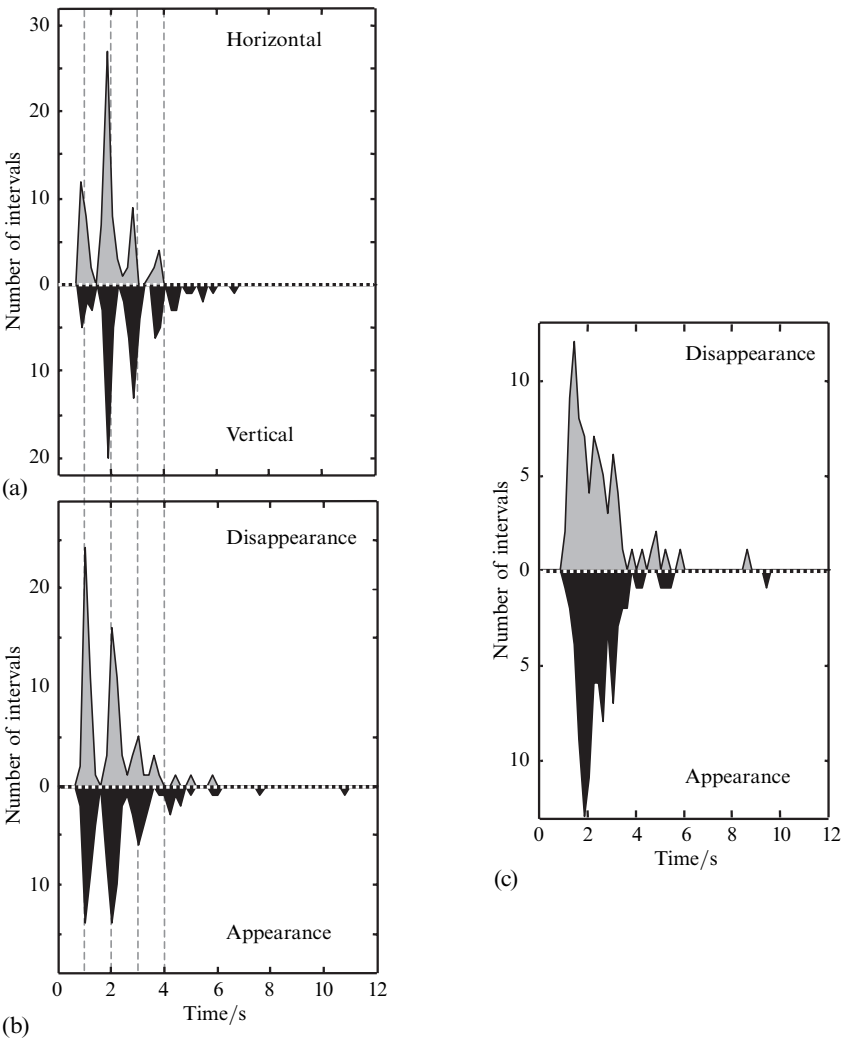 30
Horizontal
20
10
0
10
20
Number of intervals
Vertical
(a)
Disappearance
20
10
0
10
Number of intervals
Appearance
0 2 4 6 8 10 12
Time/s
(b)
Disappearance
10
5
0
5
10
Number of intervals
Appearance
0 2 4 6 8 10 12
Time/s
(c)